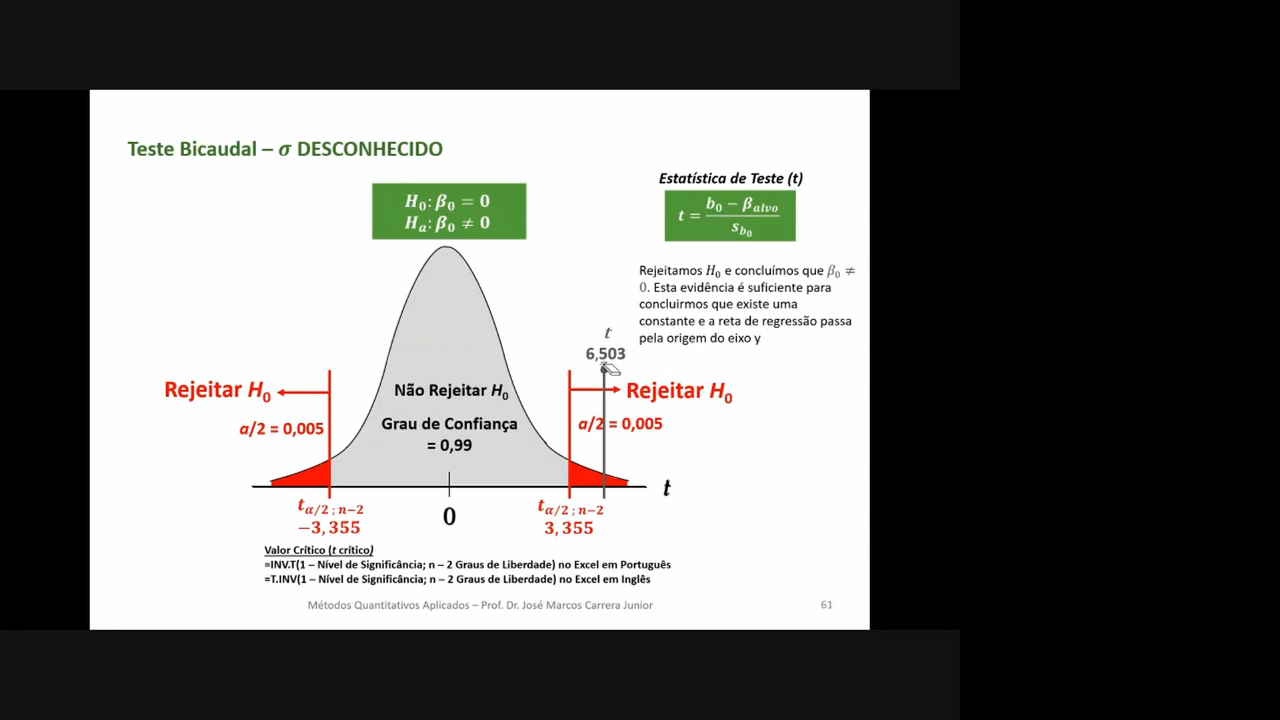 Teste Bicaudal – σ DESCONHECIDO
Estatística de Teste (t)
H₀: β₀ = 0
Hₐ: β₀ ≠ 0
t = (b₀ − βₐₗᵥₒ) / s_b₀
Rejeitamos H₀ e concluímos que β₀ ≠
0. Esta evidência é suficiente para
concluirmos que existe uma
constante e a reta de regressão passa
pela origem do eixo y
t
6,503
Rejeitar H₀
Não Rejeitar H₀
Rejeitar H₀
a/2 = 0,005
Grau de Confiança
= 0,99
a/2 = 0,005
t
t α/2 ; n−2
−3,355
0
t α/2 ; n−2
3,355
Valor Crítico (t crítico)
=INV.T(1 – Nível de Significância; n – 2 Graus de Liberdade) no Excel em Português
=T.INV(1 – Nível de Significância; n – 2 Graus de Liberdade) no Excel em Inglês
Métodos Quantitativos Aplicados – Prof. Dr. José Marcos Carrera Junior
61